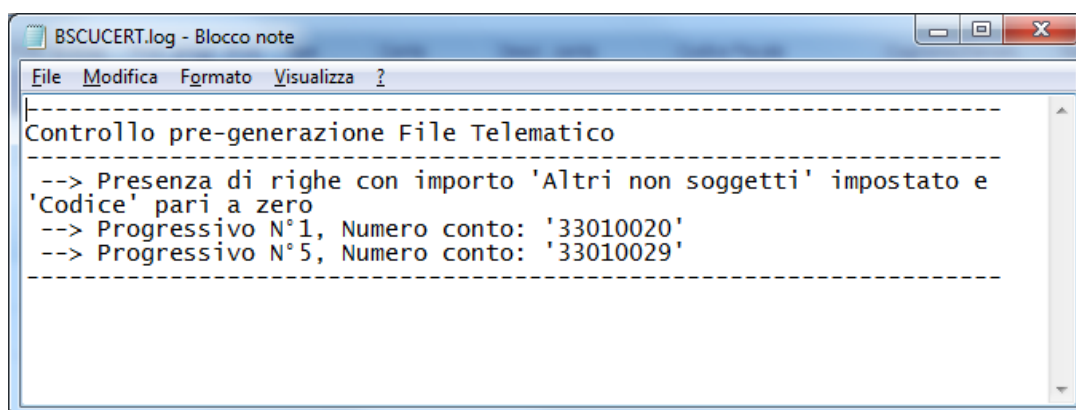 BSCUCERT.log - Blocco note
File Modifica Formato Visualizza ?
---------------------------------------------------------------------
Controllo pre-generazione File Telematico
---------------------------------------------------------------------
--> Presenza di righe con importo 'Altri non soggetti' impostato e
'Codice' pari a zero
--> Progressivo N°1, Numero conto: '33010020'
--> Progressivo N°5, Numero conto: '33010029'
---------------------------------------------------------------------